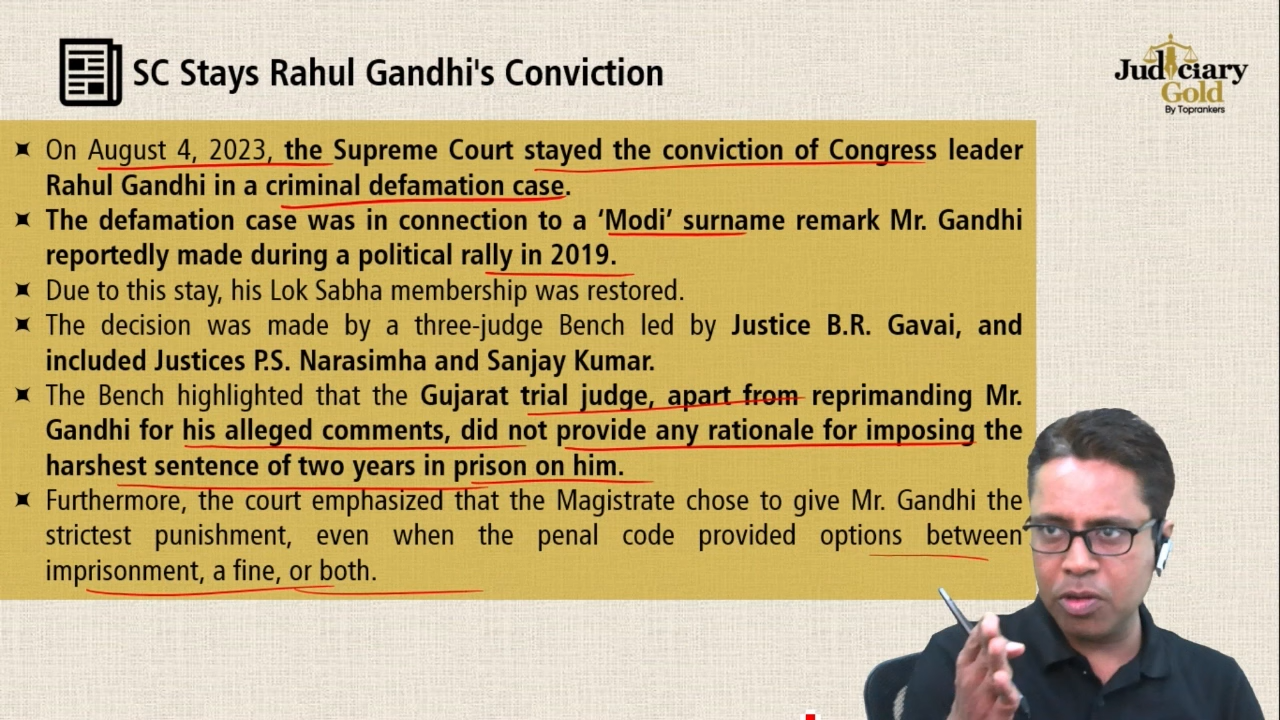 SC Stays Rahul Gandhi's Conviction
Judiciary
Gold
By Toprankers
On August 4, 2023, the Supreme Court stayed the conviction of Congress leader
Rahul Gandhi in a criminal defamation case.
The defamation case was in connection to a ‘Modi’ surname remark Mr. Gandhi
reportedly made during a political rally in 2019.
Due to this stay, his Lok Sabha membership was restored.
The decision was made by a three-judge Bench led by Justice B.R. Gavai, and
included Justices P.S. Narasimha and Sanjay Kumar.
The Bench highlighted that the Gujarat trial judge, apart from reprimanding Mr.
Gandhi for his alleged comments, did not provide any rationale for imposing the
harshest sentence of two years in prison on him.
Furthermore, the court emphasized that the Magistrate chose to give Mr. Gandhi the
strictest punishment, even when the penal code provided options between
imprisonment, a fine, or both.